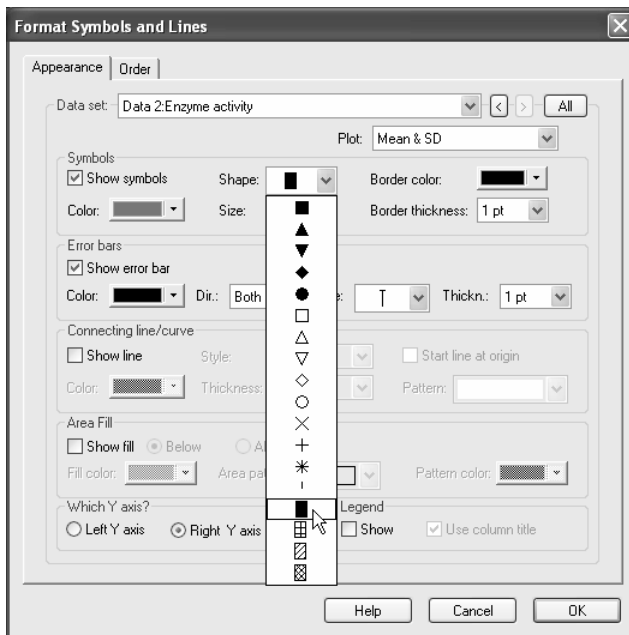 Format Symbols and Lines
Appearance Order
Data set: Data 2:Enzyme activity < > All
Plot: Mean & SD
Symbols
Show symbols Shape: Border color:
Color: Size: Border thickness: 1 pt
Error bars
Show error bar
Color: Dir.: Both Thickn.: 1 pt
Connecting line/curve
Show line Style: Start line at origin
Color: Thickness: Pattern:
Area Fill
Show fill Below
Fill color: Area Pattern color:
Which Y axis? Legend
Left Y axis Right Y axis Show Use column title
Help Cancel OK